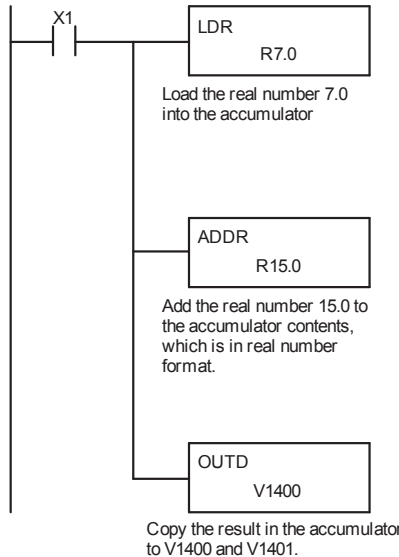 X1
LDR
R7.0
Load the real number 7.0
into the accumulator
ADDR
R15.0
Add the real number 15.0 to
the accumulator contents,
which is in real number
format.
OUTD
V1400
Copy the result in the accumulator
to V1400 and V1401.